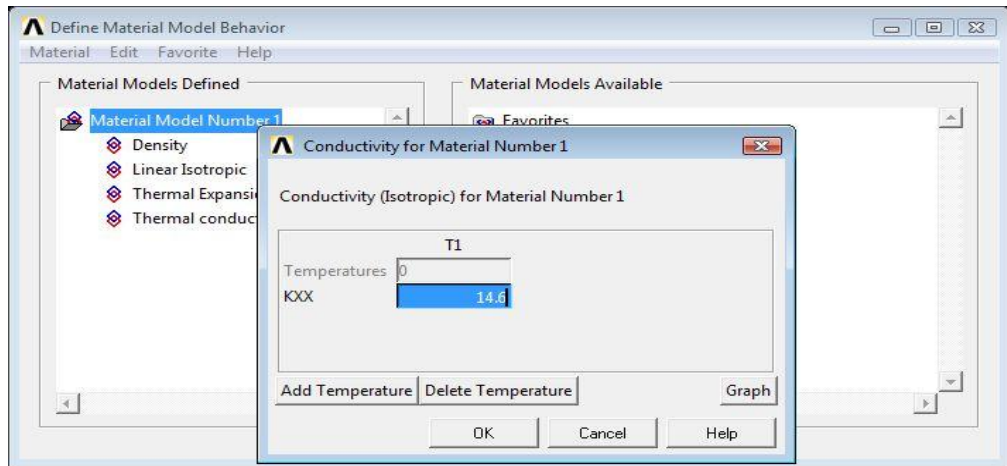 Define Material Model Behavior
Material Edit Favorite Help
Material Models Defined
Material Models Available
Material Model Number 1
Favorites
Density
Linear Isotropic
Thermal Expansi
Thermal conduc
Conductivity for Material Number 1
Conductivity (Isotropic) for Material Number 1
T1
Temperatures 0
KXX 14.6
Add Temperature Delete Temperature Graph
OK Cancel Help